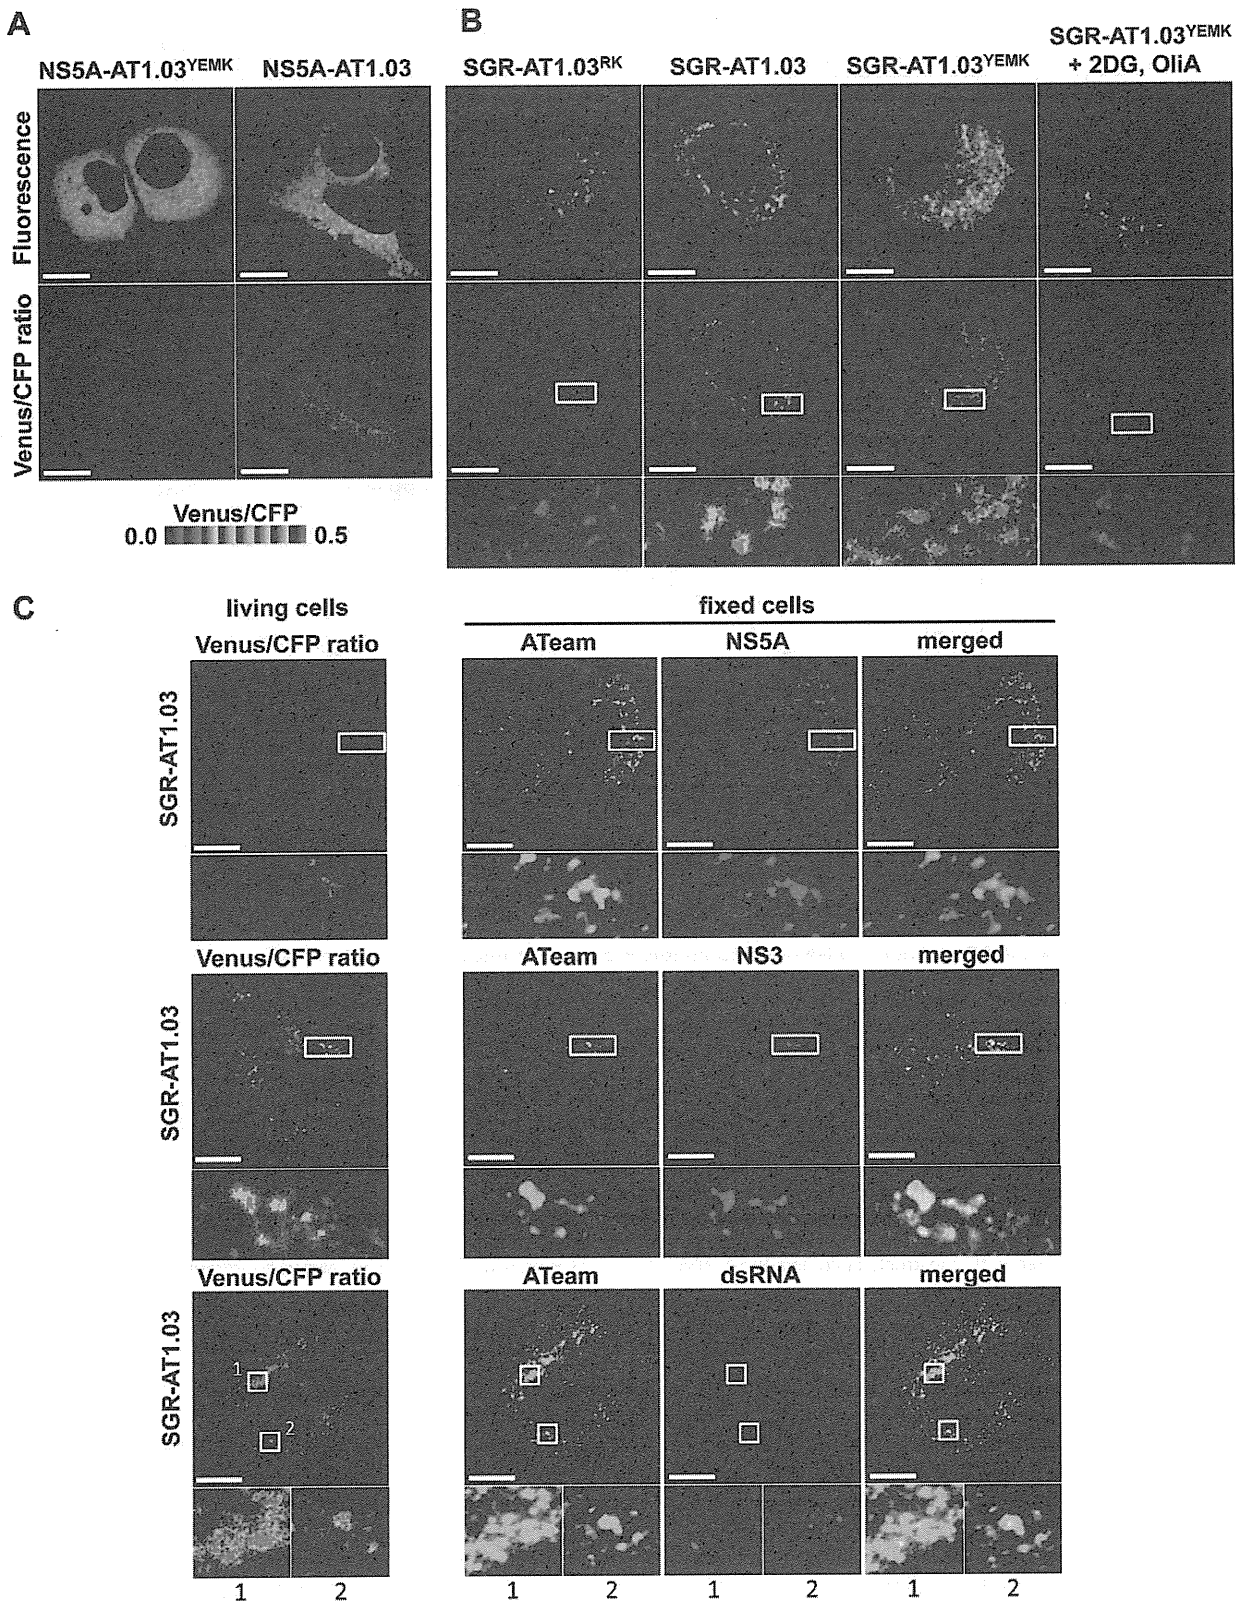 A
B
NS5A-AT1.03YEMK
NS5A-AT1.03
SGR-AT1.03RK
SGR-AT1.03
SGR-AT1.03YEMK
SGR-AT1.03YEMK
+ 2DG, OliA
Fluorescence
Venus/CFP ratio
Venus/CFP
0.0
0.5
C
living cells
fixed cells
Venus/CFP ratio
ATeam
NS5A
merged
SGR-AT1.03
Venus/CFP ratio
ATeam
NS3
merged
SGR-AT1.03
Venus/CFP ratio
ATeam
dsRNA
merged
SGR-AT1.03
1
2
1
2
1
2
1
2
1
2